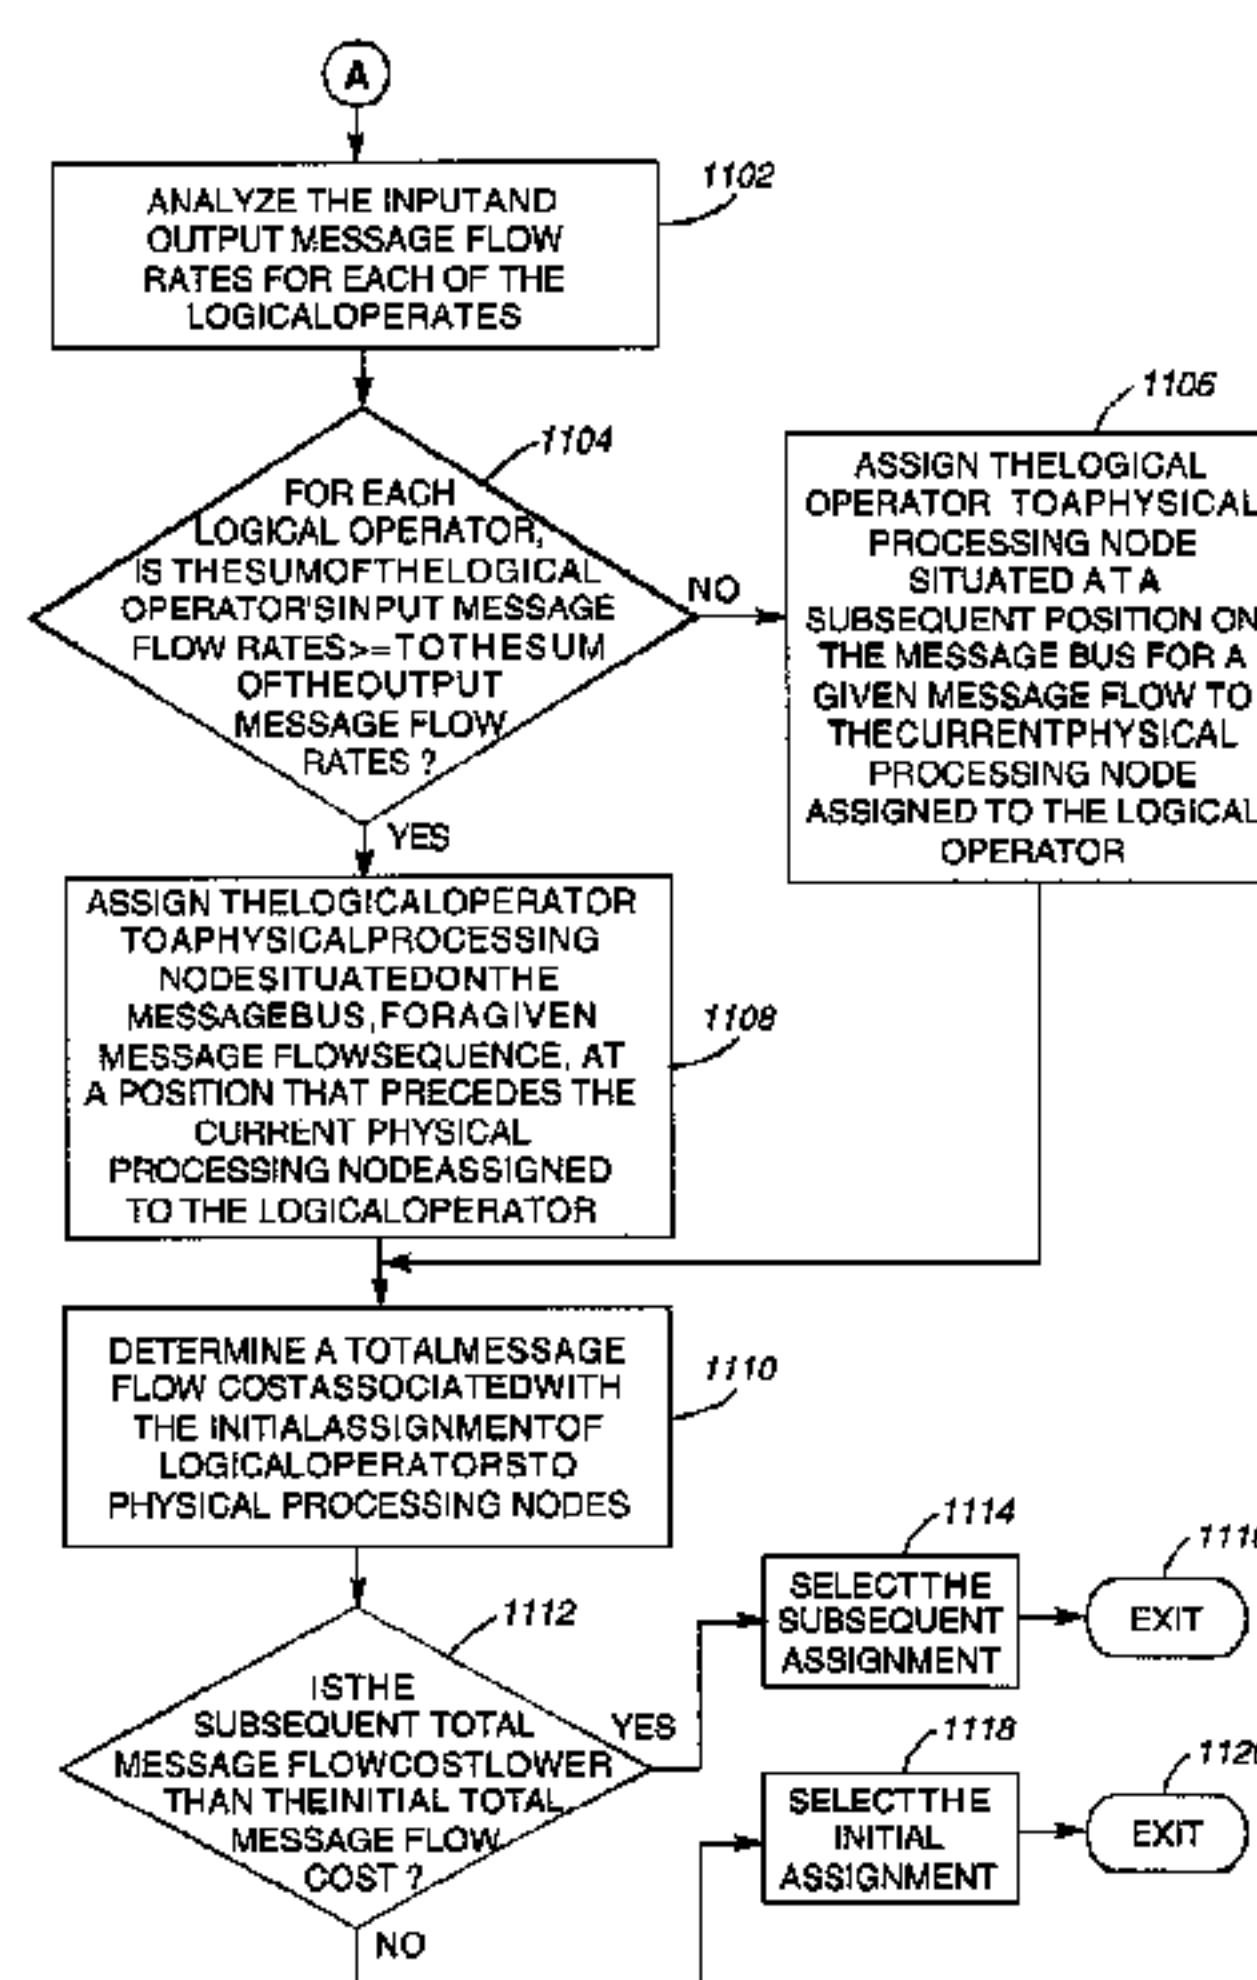 A
1102
ANALYZE THE INPUTAND
OUTPUT MESSAGE FLOW
RATES FOR EACH OF THE
LOGICALOPERATES
1104
FOR EACH
LOGICAL OPERATOR,
IS THESUMOFTHELOGICAL
OPERATOR'SINPUT MESSAGE
FLOW RATES>=TOTHESUM
OFTHEOUTPUT
MESSAGE FLOW
RATES ?
NO
YES
1106
ASSIGN THELOGICAL
OPERATOR TOAPHYSICAL
PROCESSING NODE
SITUATED AT A
SUBSEQUENT POSITION ON
THE MESSAGE BUS FOR A
GIVEN MESSAGE FLOW TO
THECURRENTPHYSICAL
PROCESSING NODE
ASSIGNED TO THE LOGICAL
OPERATOR
ASSIGN THELOGICALOPERATOR
TOAPHYSICALPROCESSING
NODESITUATEDONTHE
MESSAGEBUS,FORAGIVEN
MESSAGE FLOWSEQUENCE, AT
A POSITION THAT PRECEDES THE
CURRENT PHYSICAL
PROCESSING NODEASSIGNED
TO THE LOGICALOPERATOR
1108
DETERMINE A TOTALMESSAGE
FLOW COSTASSOCIATEDWITH
THE INITIALASSIGNMENTOF
LOGICALOPERATORSTO
PHYSICAL PROCESSING NODES
1110
1112
ISTHE
SUBSEQUENT TOTAL
MESSAGE FLOWCOSTLOWER
THAN THEINITIAL TOTAL
MESSAGE FLOW
COST ?
YES
NO
1114
SELECTTHE
SUBSEQUENT
ASSIGNMENT
EXIT
1118
SELECTTHE
INITIAL
ASSIGNMENT
EXIT